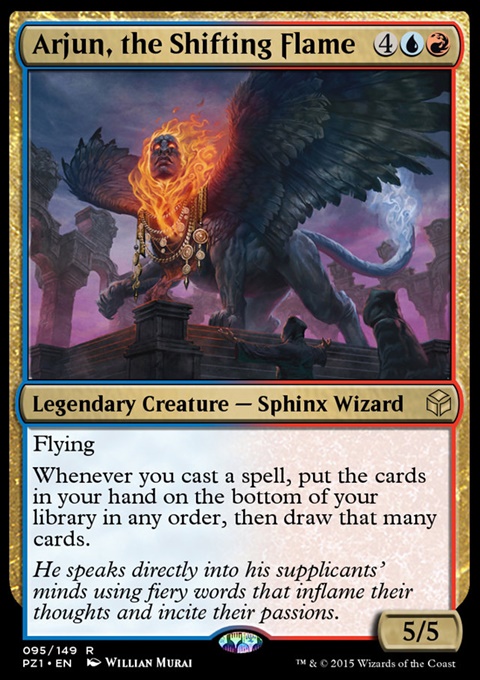 Arjun, the Shifting Flame 4
Legendary Creature — Sphinx Wizard
Flying
Whenever you cast a spell, put the cards
in your hand on the bottom of your
library in any order, then draw that many
cards.
He speaks directly into his supplicants'
minds using fiery words that inflame their
thoughts and incite their passions.
5/5
095/149 R
PZ1 • EN Willian Murai
™ & © 2015 Wizards of the Coast